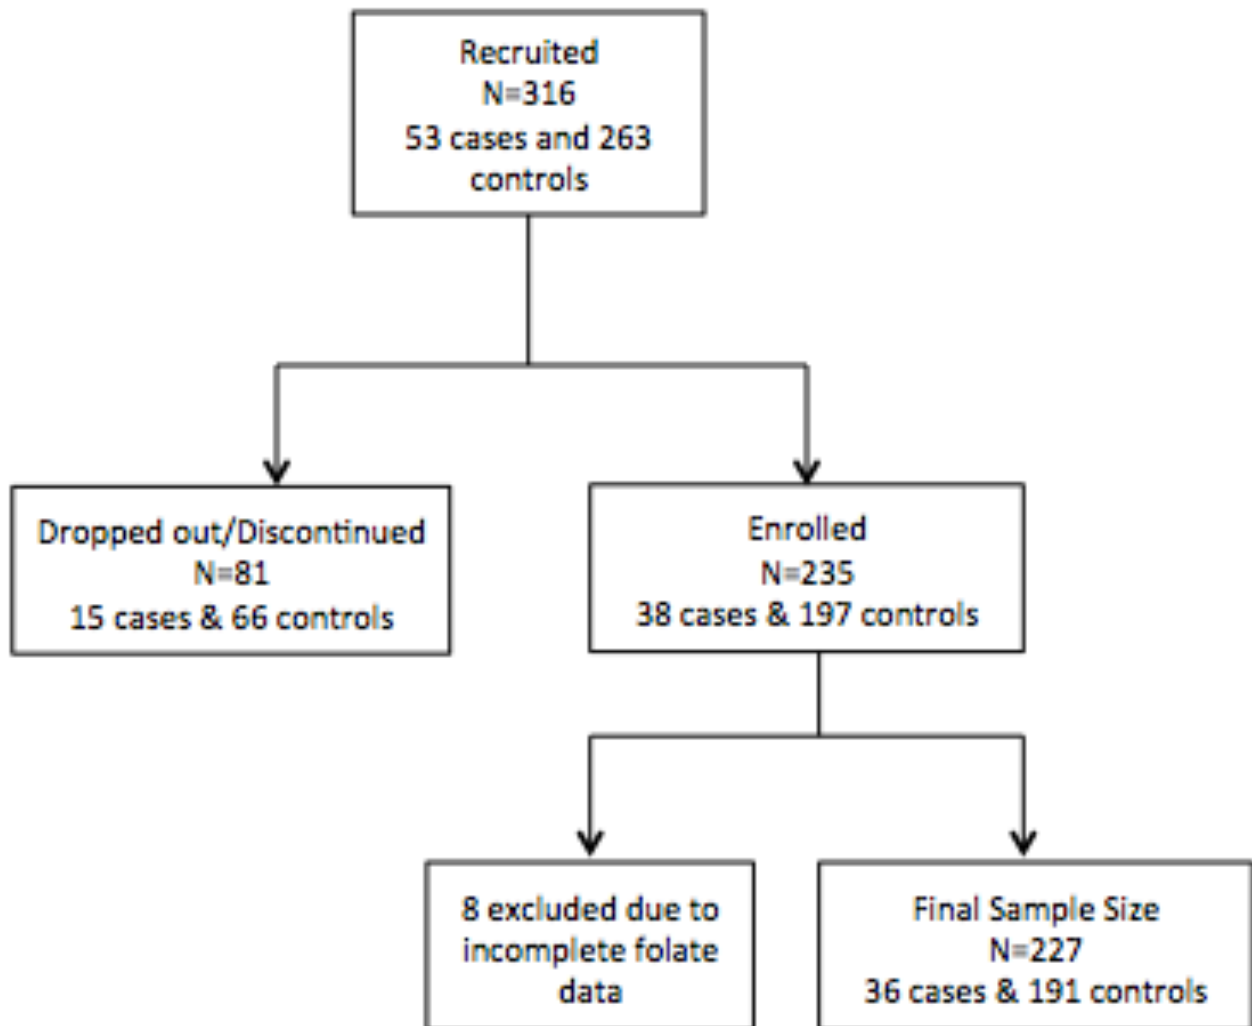 Recruited
N=316
53 cases and 263
controls
Dropped out/Discontinued
N=81
15 cases & 66 controls
Enrolled
N=235
38 cases & 197 controls
8 excluded due to
incomplete folate
data
Final Sample Size
N=227
36 cases & 191 controls